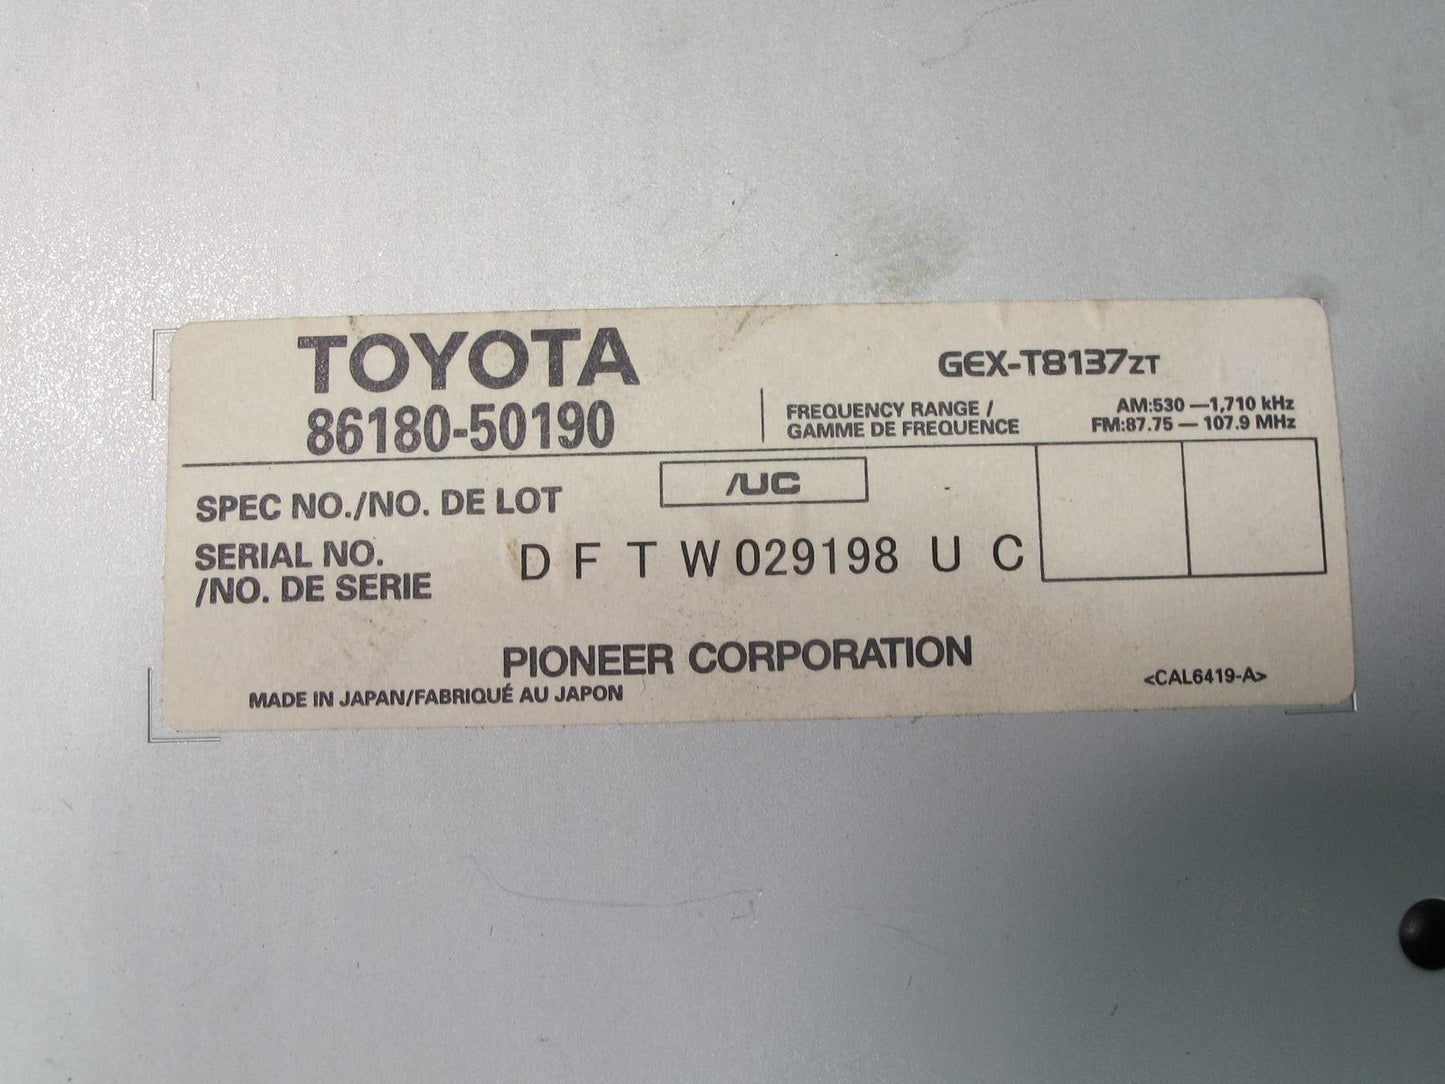 TOYOTA
86180-50190
GEX-T8137ZT
FREQUENCY RANGE /
GAMME DE FREQUENCE
AM:530 —1,710 kHz
FM:87.75 — 107.9 MHz
SPEC NO./NO. DE LOT
/UC
SERIAL NO.
/NO. DE SERIE
D F T W029198 U C
PIONEER CORPORATION
MADE IN JAPAN/FABRIQUÉ AU JAPON
<CAL6419-A>